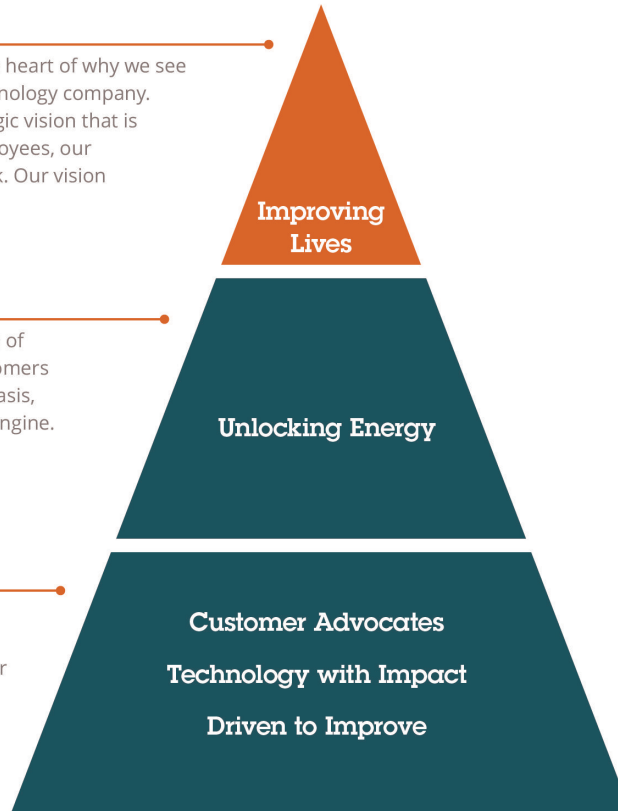 heart of why we see
nology company.
gic vision that is
oyees, our
. Our vision
Improving
Lives
of
omers
asis,
ngine.
Unlocking Energy
Customer Advocates
Technology with Impact
r
Driven to Improve